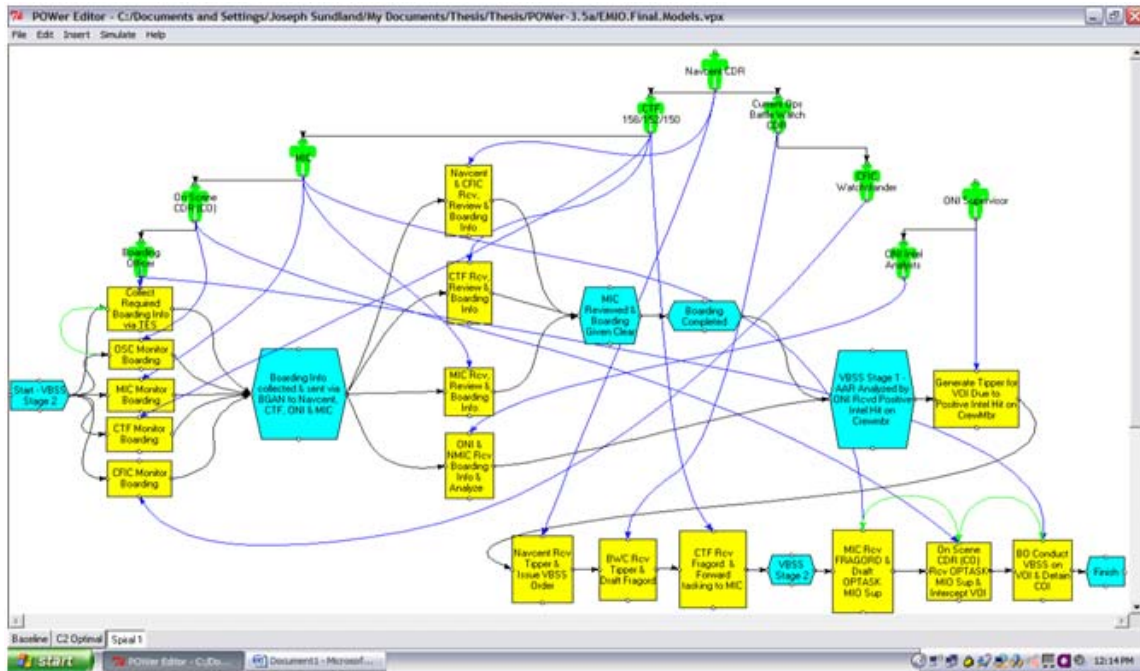 POWer Editor - C:/Documents and Settings/Joseph Sundland/My Documents/Thesis/Thesis/POWer-3.5a/EMIO.Final.Models.vpx
File Edit Insert Simulate Help
Navcent CDR
CTF
156/152/150
Current Ops
Battle Watch
CDR
MIC
CFIC
Watchstander
On Scene
CDR (CO)
ONI Supervisor
Boarding
Officer
ONI Intel
Analysts
Navcent
& CFIC Rcv,
Review &
Boarding
Info
CTF Rcv,
Review &
Boarding
Info
MIC Rcv,
Review &
Boarding
Info
ONI &
NMIC Rcv
Boarding
Info &
Analyze
Collect
Required
Boarding Info
via TES
OSC Monitor
Boarding
MIC Monitor
Boarding
CTF Monitor
Boarding
CFIC Monitor
Boarding
Start - VBSS
Stage 2
Boarding Info
collected & sent via
BGAN to Navcent,
CTF, ONI & MIC
MIC
Reviewed &
Boarding
Given Clear
Boarding
Completed
VBSS Stage 1 -
AAR Analyzed by
ONI Rcvd Positive
Intel Hit on
Crewmbr
Generate Tipper for
VOI Due to
Positive Intel Hit on
CrewMbr
Navcent Rcv
Tipper &
Issue VBSS
Order
BWC Rcv
Tipper &
Draft Fragord
CTF Rcv
Fragord &
Forward
tasking to MIC
VBSS
Stage 2
MIC Rcv
FRAGORD &
Draft
OPTASK
MIO Sup
On Scene
CDR (CO)
Rcv OPTASK
MIO Sup &
Intercept VOI
BO Conduct
VBSS on
VOI & Detain
COI
Finish
Baseline C2 Optimal Spiral 1
start POWer Editor - C:/Do... Document1 - Microsof... 12:14 PM